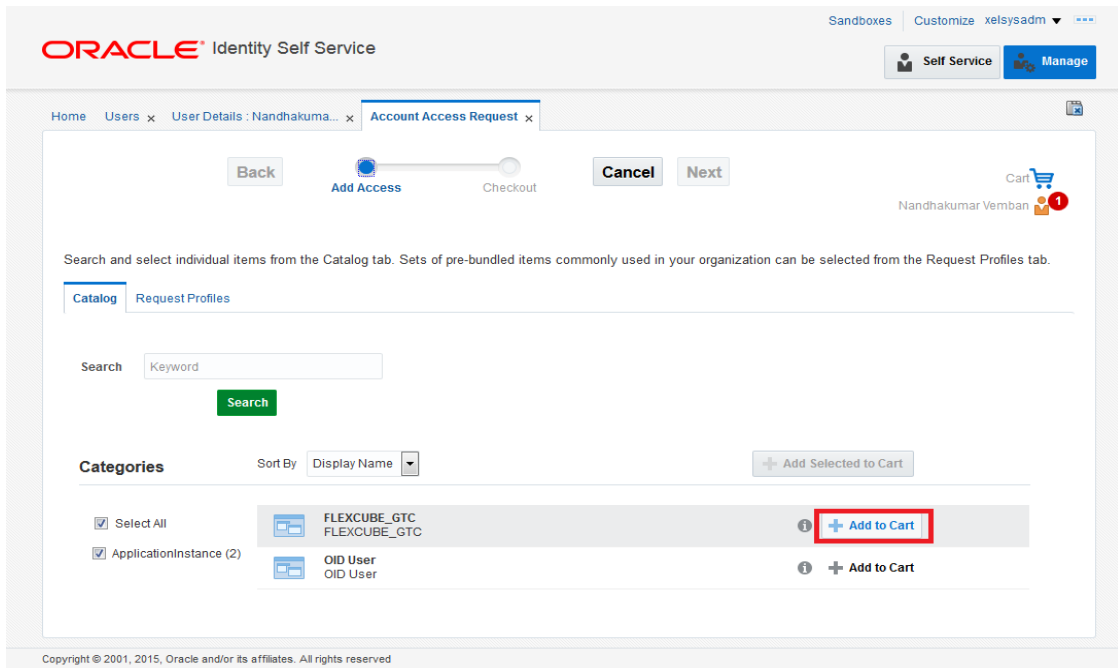 Sandboxes Customize xelsysadm
ORACLE Identity Self Service
Self Service Manage
Home Users x User Details : Nandhakuma... x Account Access Request x
Back Add Access Checkout Cancel Next
Cart
Nandhakumar Vemban 1
Search and select individual items from the Catalog tab. Sets of pre-bundled items commonly used in your organization can be selected from the Request Profiles tab.
Catalog Request Profiles
Search Keyword
Search
Categories Sort By Display Name Add Selected to Cart
Select All
ApplicationInstance (2)
FLEXCUBE_GTC
FLEXCUBE_GTC
Add to Cart
OID User
OID User
Add to Cart
Copyright © 2001, 2015, Oracle and/or its affiliates. All rights reserved